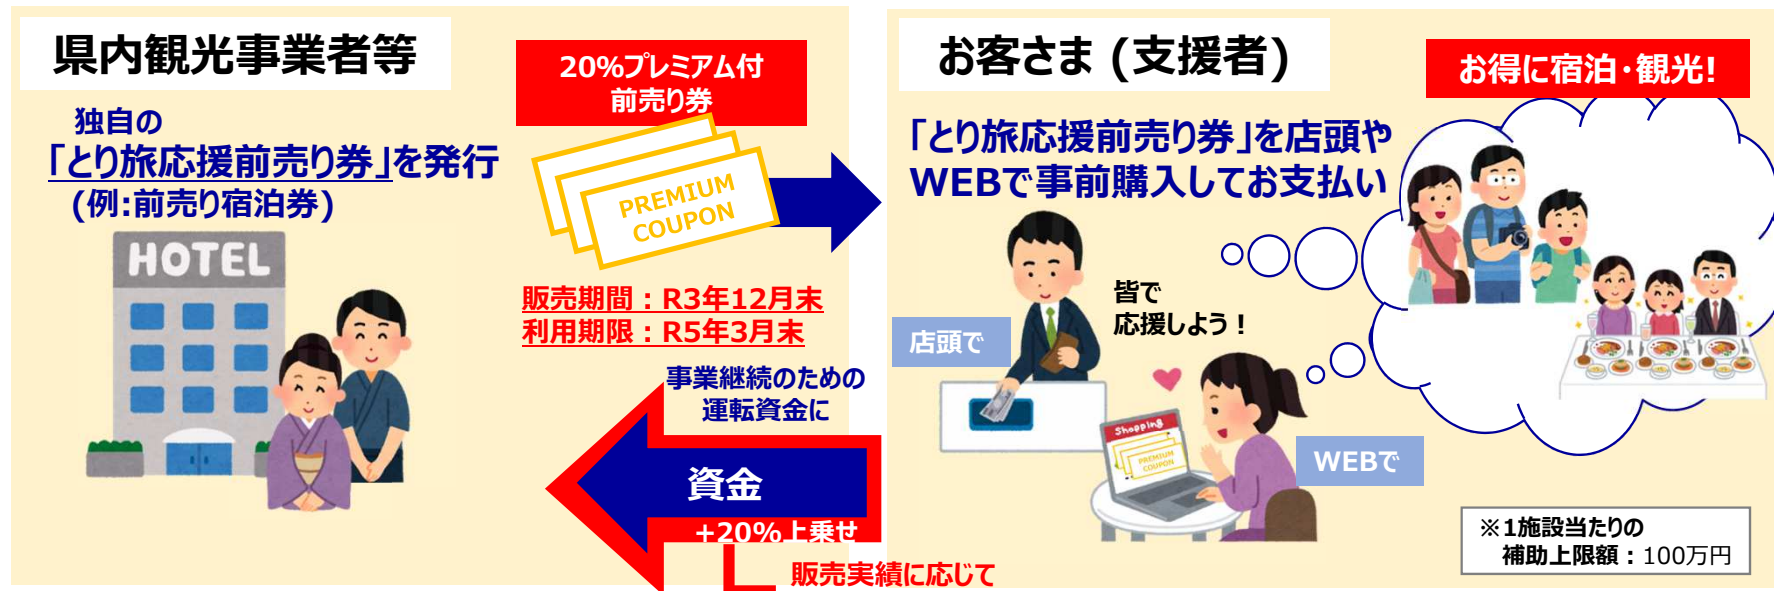 県内観光事業者等
独自の
「とり旅応援前売り券」を発行
(例:前売り宿泊券)
HOTEL
20%プレミアム付
前売り券
PREMIUM
COUPON
販売期間：R3年12月末
利用期限：R5年3月末
事業継続のための
運転資金に
資金
+20%上乗せ
販売実績に応じて
お客さま (支援者)
お得に宿泊・観光!
「とり旅応援前売り券」を店頭や
WEBで事前購入してお支払い
皆で
応援しよう！
店頭で
Shopping
PREMIUM
COUPON
WEBで
※1施設当たりの
補助上限額：100万円